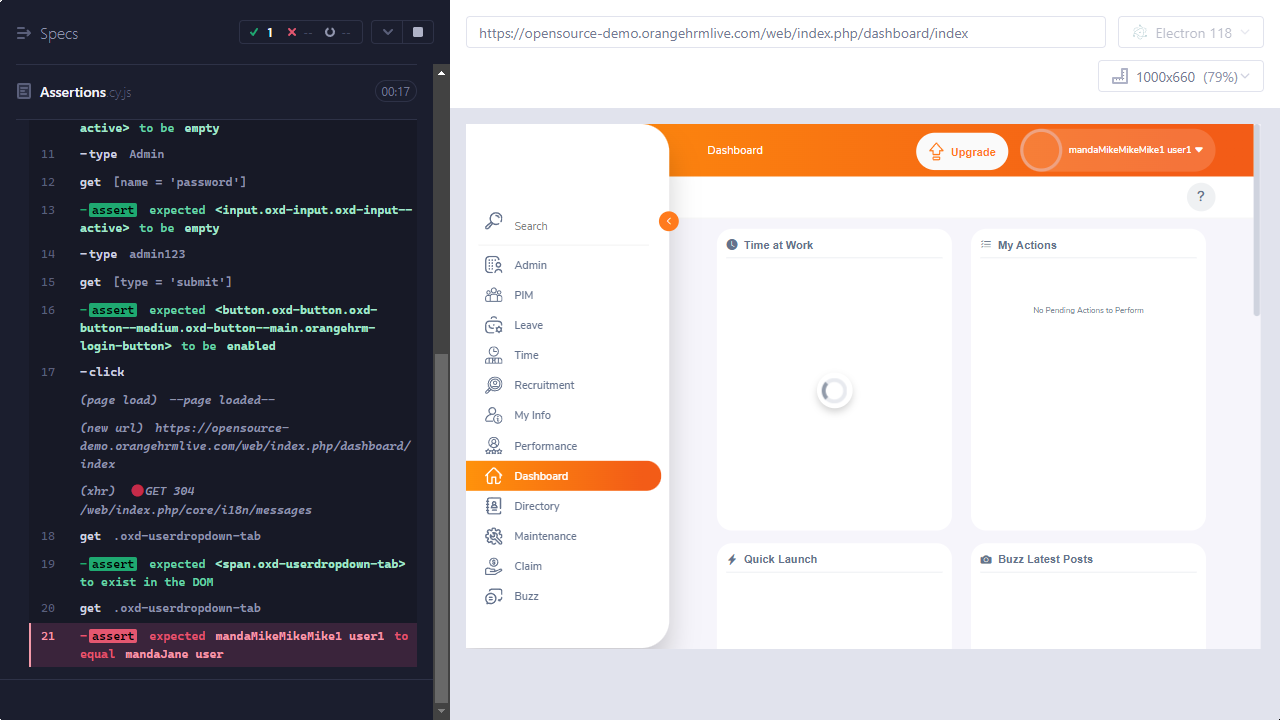 Specs
1
--
--
Assertions.cy.js
00:17
active> to be empty
11 -type Admin
12 get [name = 'password']
13 -assert expected <input.oxd-input.oxd-input--
active> to be empty
14 -type admin123
15 get [type = 'submit']
16 -assert expected <button.oxd-button.oxd-
button--medium.oxd-button--main.orangehrm-
login-button> to be enabled
17 -click
(page load) --page loaded--
(new url) https://opensource-
demo.orangehrmlive.com/web/index.php/dashboard/
index
(xhr) GET 304
/web/index.php/core/i18n/messages
18 get .oxd-userdropdown-tab
19 -assert expected <span.oxd-userdropdown-tab>
to exist in the DOM
20 get .oxd-userdropdown-tab
21 -assert expected mandaMikeMikeMike1 user1 to
equal mandaJane user
https://opensource-demo.orangehrmlive.com/web/index.php/dashboard/index
Electron 118
1000x660 (79%)
Dashboard
Upgrade
mandaMikeMikeMike1 user1
?
Search
Admin
PIM
Leave
Time
Recruitment
My Info
Performance
Dashboard
Directory
Maintenance
Claim
Buzz
Time at Work
My Actions
No Pending Actions to Perform
Quick Launch
Buzz Latest Posts